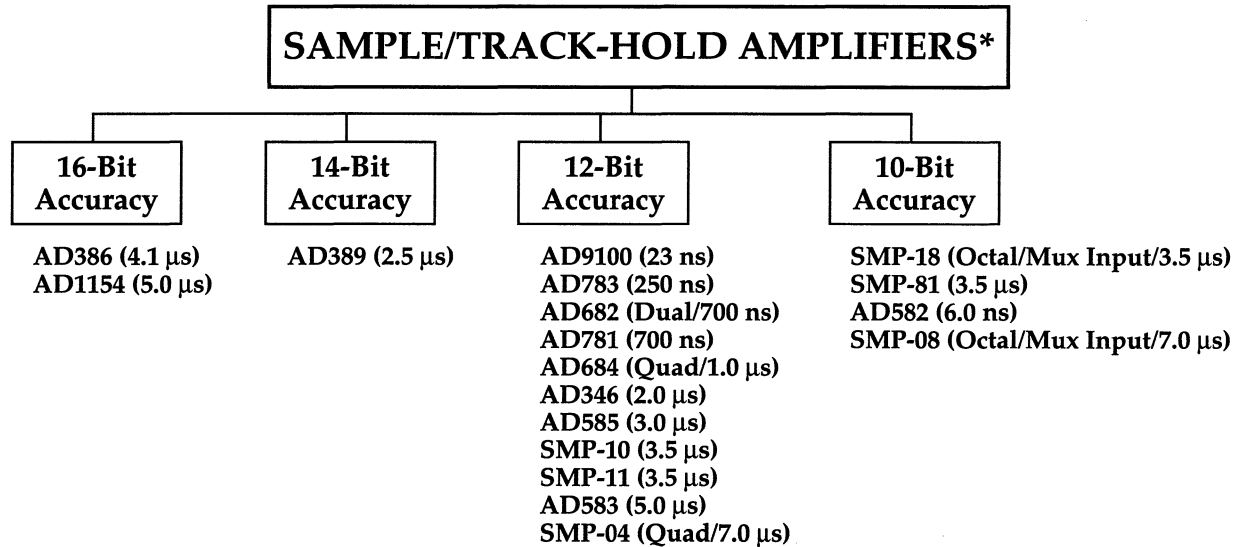 SAMPLE/TRACK-HOLD AMPLIFIERS*
16-Bit
Accuracy
AD386 (4.1 μs)
AD1154 (5.0 μs)
14-Bit
Accuracy
AD389 (2.5 μs)
12-Bit
Accuracy
AD9100 (23 ns)
AD783 (250 ns)
AD682 (Dual/700 ns)
AD781 (700 ns)
AD684 (Quad/1.0 μs)
AD346 (2.0 μs)
AD585 (3.0 μs)
SMP-10 (3.5 μs)
SMP-11 (3.5 μs)
AD583 (5.0 μs)
SMP-04 (Quad/7.0 μs)
10-Bit
Accuracy
SMP-18 (Octal/Mux Input/3.5 μs)
SMP-81 (3.5 μs)
AD582 (6.0 ns)
SMP-08 (Octal/Mux Input/7.0 μs)